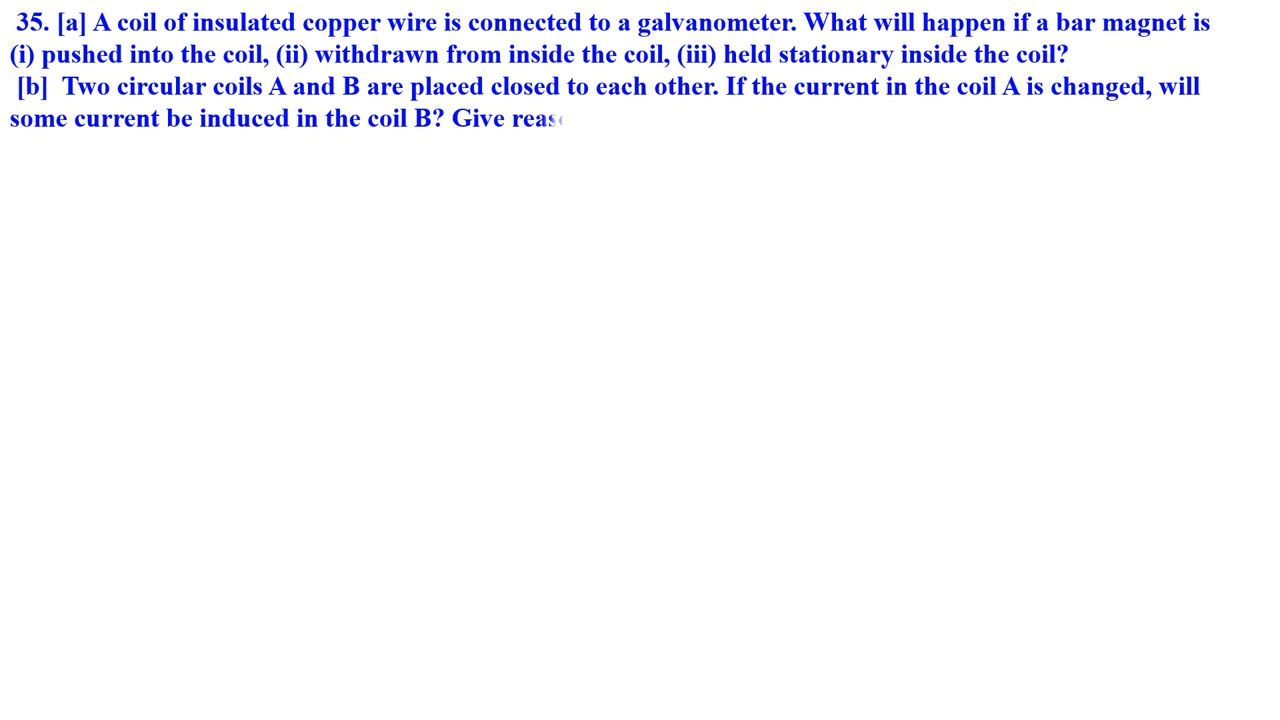 35. [a] A coil of insulated copper wire is connected to a galvanometer. What will happen if a bar magnet is
(i) pushed into the coil, (ii) withdrawn from inside the coil, (iii) held stationary inside the coil?
[b] Two circular coils A and B are placed closed to each other. If the current in the coil A is changed, will
some current be induced in the coil B? Give